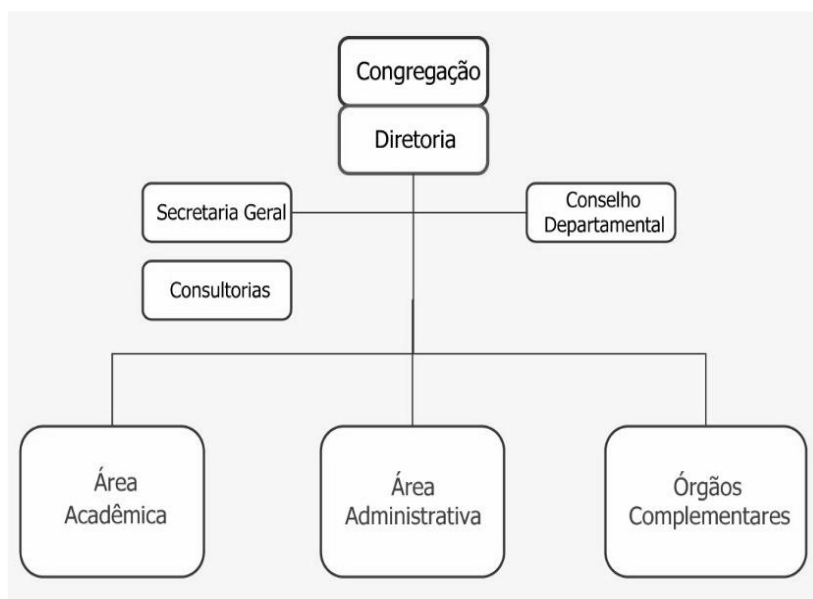 Congregação
Diretoria
Secretaria Geral
Conselho
Departamental
Consultorias
Área
Acadêmica
Área
Administrativa
Órgãos
Complementares